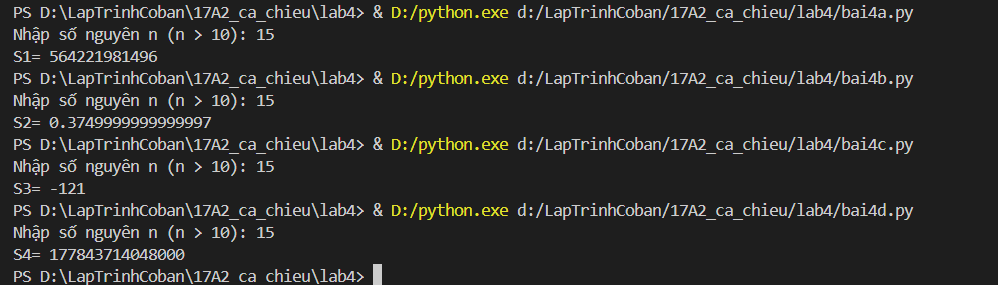 PS D:\LapTrinhCoban\17A2_ca_chieu\lab4> & D:/python.exe d:/LapTrinhCoban/17A2_ca_chieu/lab4/bai4a.py
Nhập số nguyên n (n > 10): 15
S1= 564221981496
PS D:\LapTrinhCoban\17A2_ca_chieu\lab4> & D:/python.exe d:/LapTrinhCoban/17A2_ca_chieu/lab4/bai4b.py
Nhập số nguyên n (n > 10): 15
S2= 0.3749999999999997
PS D:\LapTrinhCoban\17A2_ca_chieu\lab4> & D:/python.exe d:/LapTrinhCoban/17A2_ca_chieu/lab4/bai4c.py
Nhập số nguyên n (n > 10): 15
S3= -121
PS D:\LapTrinhCoban\17A2_ca_chieu\lab4> & D:/python.exe d:/LapTrinhCoban/17A2_ca_chieu/lab4/bai4d.py
Nhập số nguyên n (n > 10): 15
S4= 177843714048000
PS D:\LapTrinhCoban\17A2_ca_chieu\lab4>